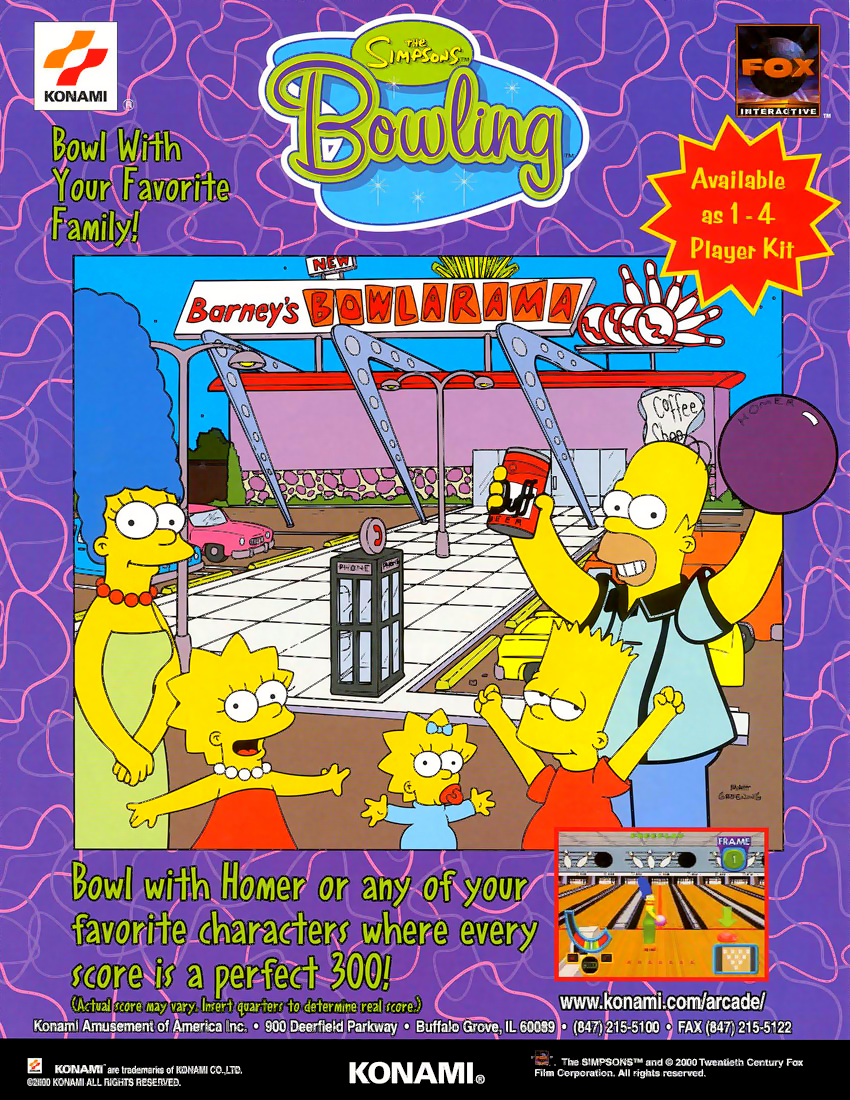 KONAMI
®
The
SIMPSONS™
Bowling™
FOX
INTERACTIVE™
Bowl With
Your Favorite
Family!
Available
as 1 - 4
Player Kit
NEW
Barney's BOWLARAMA
Coffee
Shop
HOMER
Duff
BEER
PHONE
MATT
GROENING
FRAME
1
Bowl with Homer or any of your
favorite characters where every
score is a perfect 300!
(Actual score may vary. Insert quarters to determine real score.)
www.konami.com/arcade/
Konami Amusement of America Inc. • 900 Deerfield Parkway • Buffalo Grove, IL 60089 • (847) 215-5100 • FAX (847) 215-5122
KONAMI® are trademarks of KONAMI CO.,LTD.
©2000 KONAMI ALL RIGHTS RESERVED.
KONAMI®
The SIMPSONS™ and © 2000 Twentieth Century Fox
Film Corporation. All rights reserved.